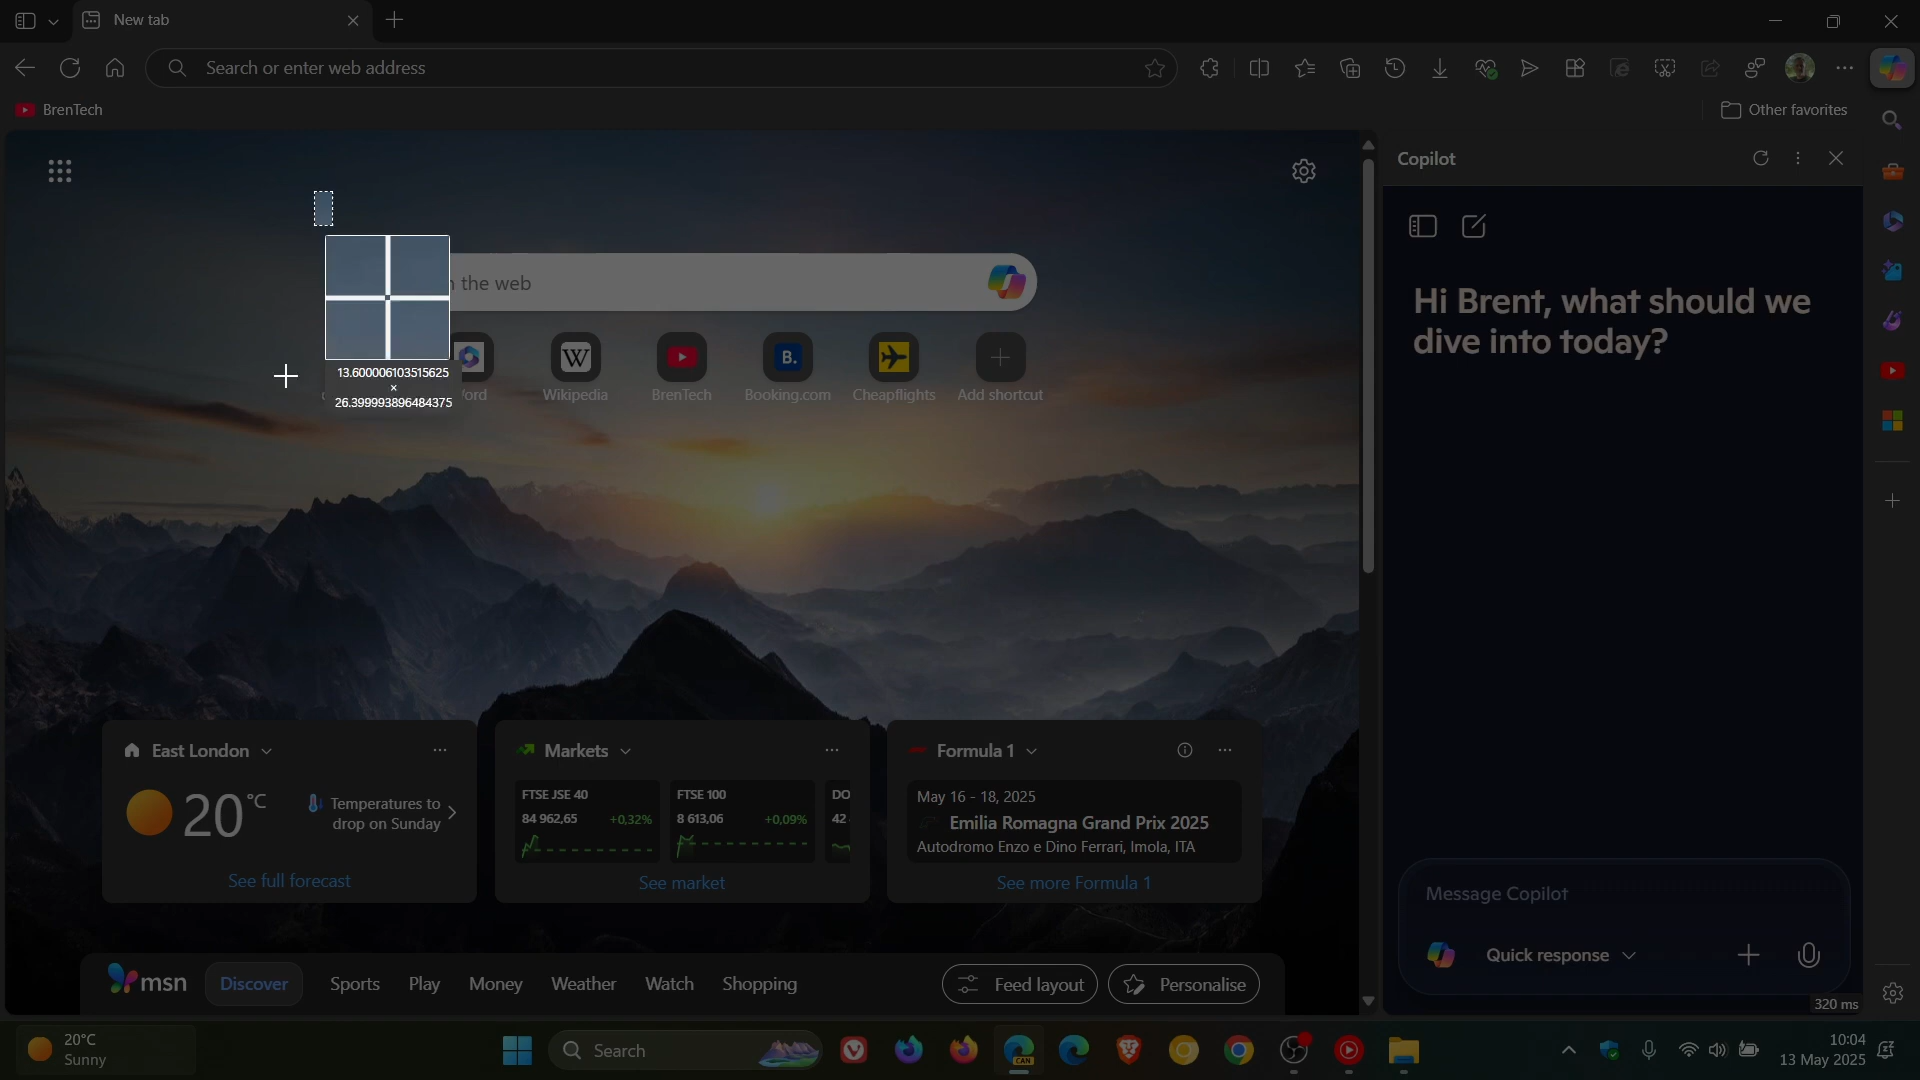 New tab
Search or enter web address
BrenTech
Other favorites
Copilot
the web
Hi Brent, what should we
dive into today?
13.600006103515625
×
26.399993896484375
W
B.
Wikipedia
BrenTech
Booking.com
Cheapflights
Add shortcut
East London
Markets
Formula 1
20°C
Temperatures to
drop on Sunday
See full forecast
FTSE JSE 40
84 962,65 +0,32%
FTSE 100
8 613,06 +0,09%
DO
42
See market
May 16 - 18, 2025
Emilia Romagna Grand Prix 2025
Autodromo Enzo e Dino Ferrari, Imola, ITA
See more Formula 1
Message Copilot
Quick response
msn
Discover
Sports
Play
Money
Weather
Watch
Shopping
Feed layout
Personalise
320 ms
20°C
Sunny
Search
CAN
10:04
13 May 2025